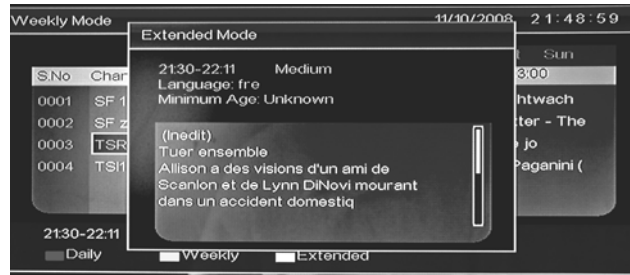 Weekly Mode 11/10/2008 21:48:59
Extended Mode
Sun
21:30-22:11 Medium
Language: fre
Minimum Age: Unknown
S.No Chan 3:00
0001 SF 1 htwach
0002 SF z ter - The
0003 TSR jo
0004 TSI1 Paganini (
(Inedit)
Tuer ensemble
Allison a des visions d'un ami de
Scanlon et de Lynn DiNovi mourant
dans un accident domestiq
21:30-22:11
Daily Weekly Extended